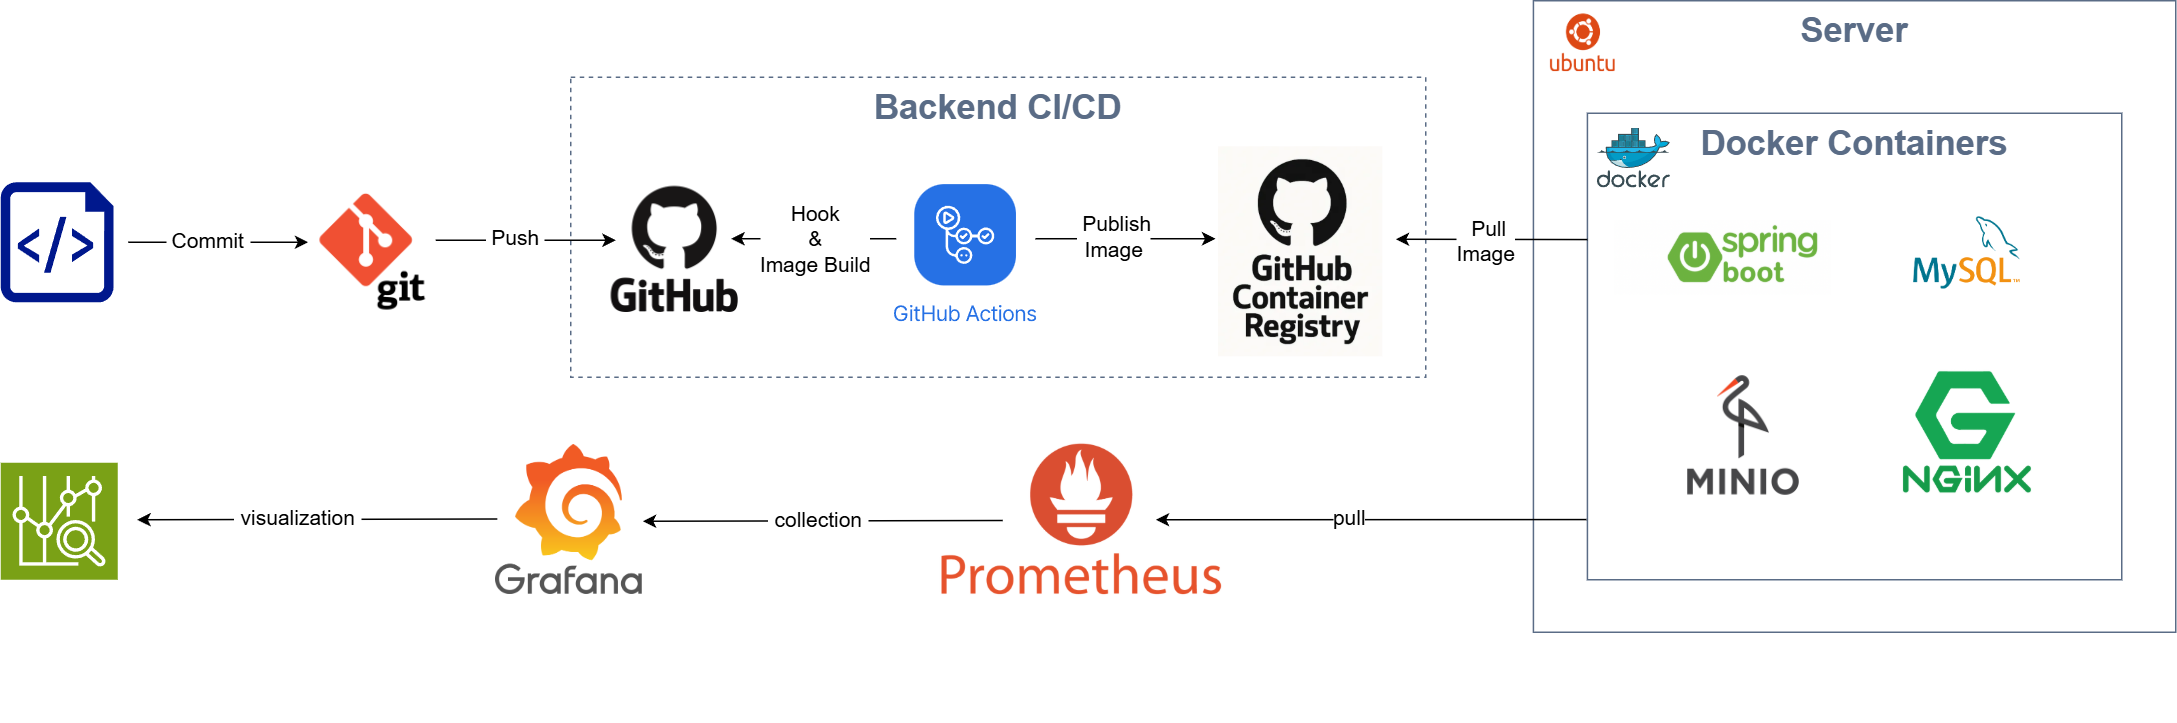 Server
ubuntu
Backend CI/CD
Docker Containers
docker
Commit
git
Push
GitHub
Hook
&
Image Build
GitHub Actions
Publish
Image
GitHub
Container
Registry
Pull
Image
spring
boot
MySQL
MINIO
NGINX
visualization
Grafana
collection
Prometheus
pull